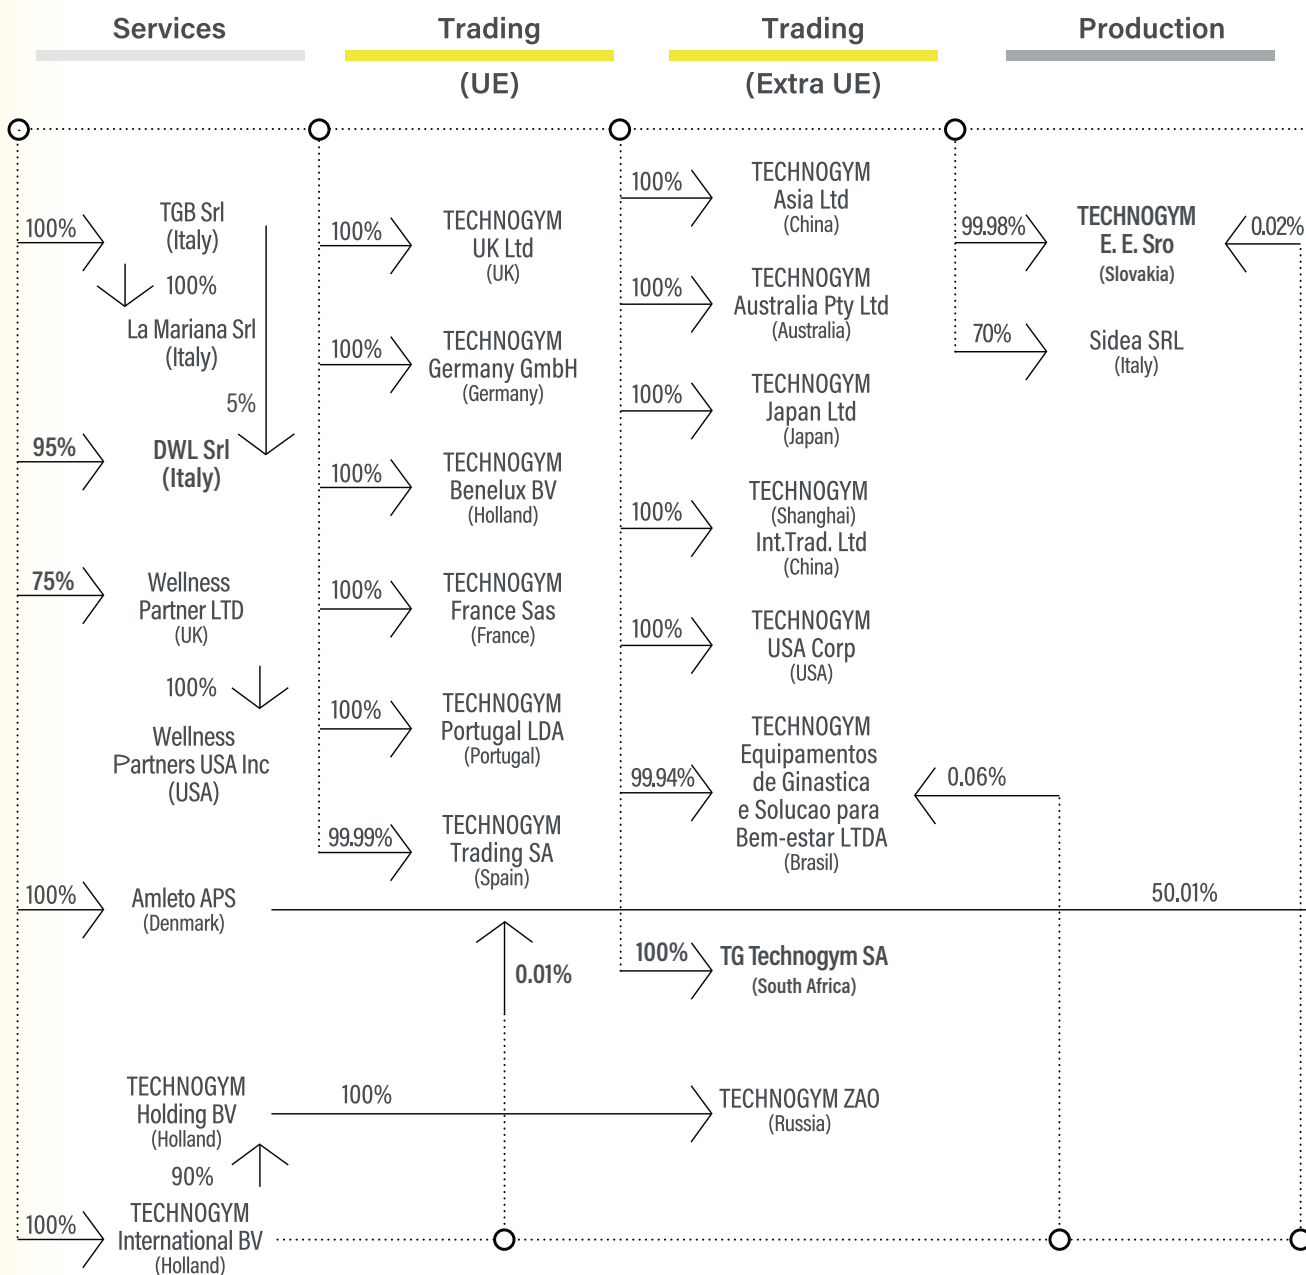 Services
Trading
(UE)
Trading
(Extra UE)
Production
100%
TGB Srl
(Italy)
100%
La Mariana Srl
(Italy)
5%
95%
DWL Srl
(Italy)
75%
Wellness
Partner LTD
(UK)
100%
Wellness
Partners USA Inc
(USA)
100%
Amleto APS
(Denmark)
50.01%
TECHNOGYM
Holding BV
(Holland)
100%
90%
100%
TECHNOGYM
International BV
(Holland)
100%
TECHNOGYM
UK Ltd
(UK)
100%
TECHNOGYM
Germany GmbH
(Germany)
100%
TECHNOGYM
Benelux BV
(Holland)
100%
TECHNOGYM
France Sas
(France)
100%
TECHNOGYM
Portugal LDA
(Portugal)
99.99%
TECHNOGYM
Trading SA
(Spain)
0.01%
100%
TECHNOGYM
Asia Ltd
(China)
100%
TECHNOGYM
Australia Pty Ltd
(Australia)
100%
TECHNOGYM
Japan Ltd
(Japan)
100%
TECHNOGYM
(Shanghai)
Int.Trad. Ltd
(China)
100%
TECHNOGYM
USA Corp
(USA)
99.94%
TECHNOGYM
Equipamentos
de Ginastica
e Solucao para
Bem-estar LTDA
(Brasil)
0.06%
100%
TG Technogym SA
(South Africa)
TECHNOGYM ZAO
(Russia)
99.98%
TECHNOGYM
E. E. Sro
(Slovakia)
0.02%
70%
Sidea SRL
(Italy)